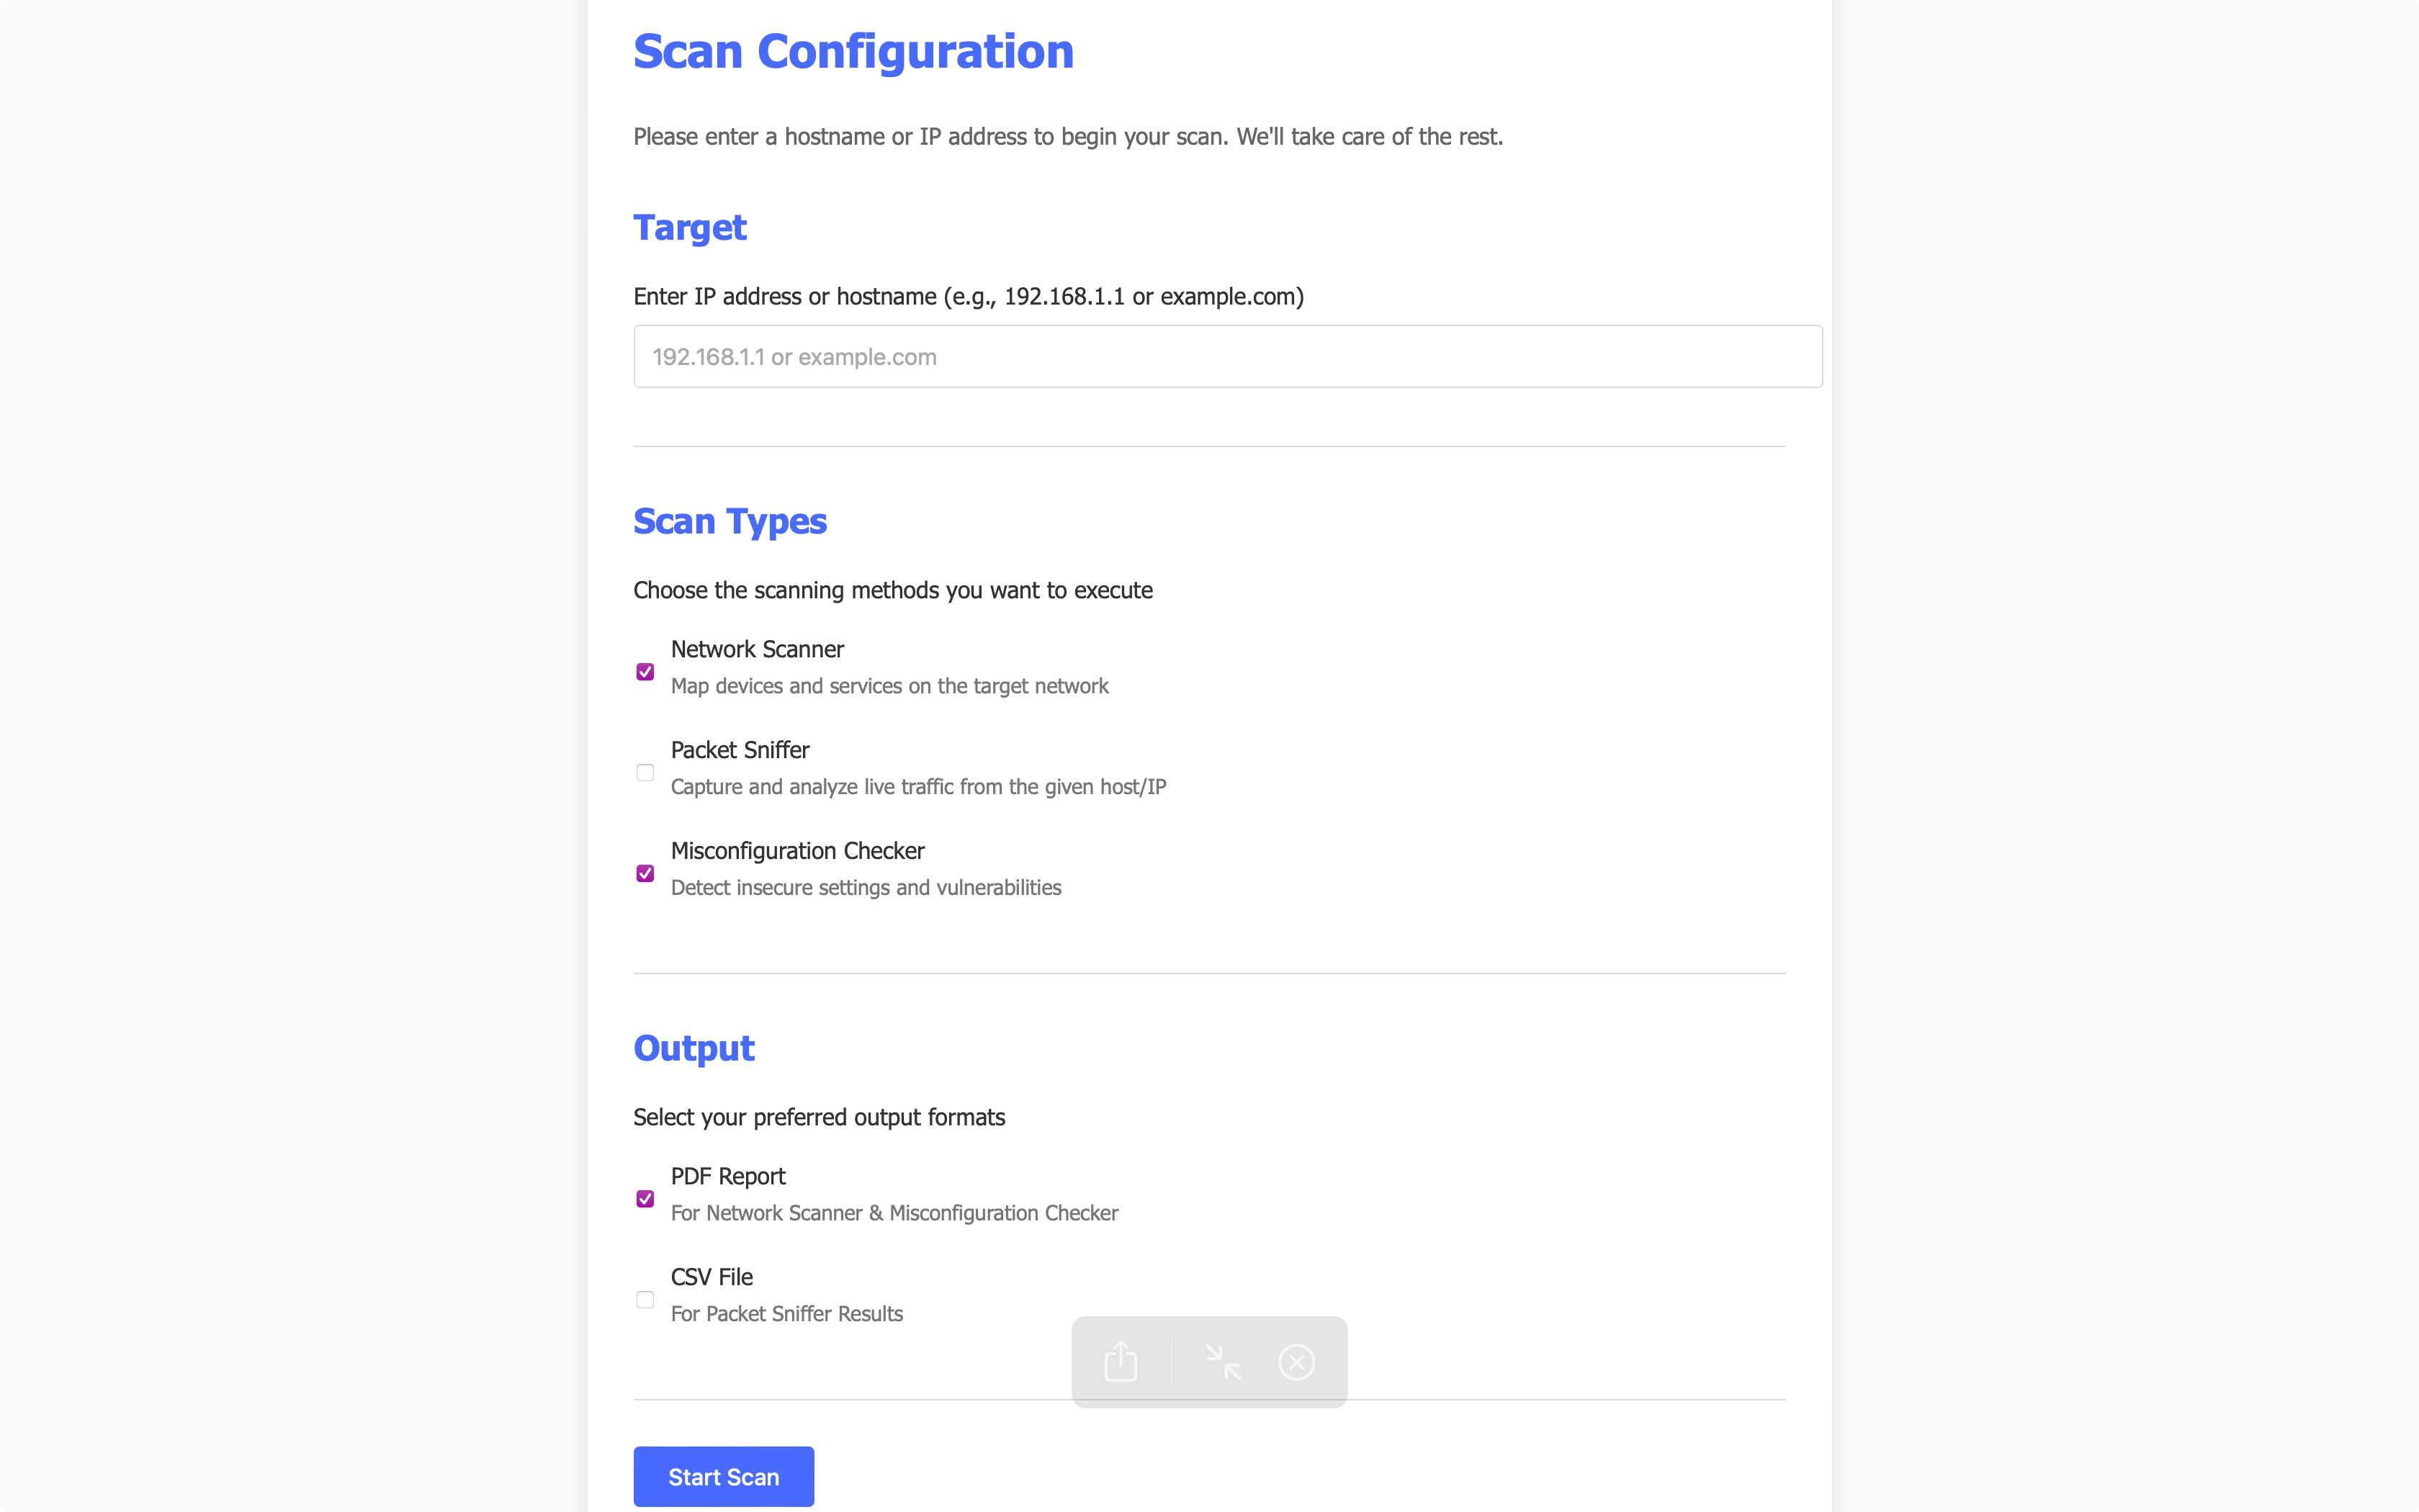 Scan Configuration
Please enter a hostname or IP address to begin your scan. We'll take care of the rest.
Target
Enter IP address or hostname (e.g., 192.168.1.1 or example.com)
192.168.1.1 or example.com
Scan Types
Choose the scanning methods you want to execute
Network Scanner
Map devices and services on the target network
Packet Sniffer
Capture and analyze live traffic from the given host/IP
Misconfiguration Checker
Detect insecure settings and vulnerabilities
Output
Select your preferred output formats
PDF Report
For Network Scanner & Misconfiguration Checker
CSV File
For Packet Sniffer Results
Start Scan